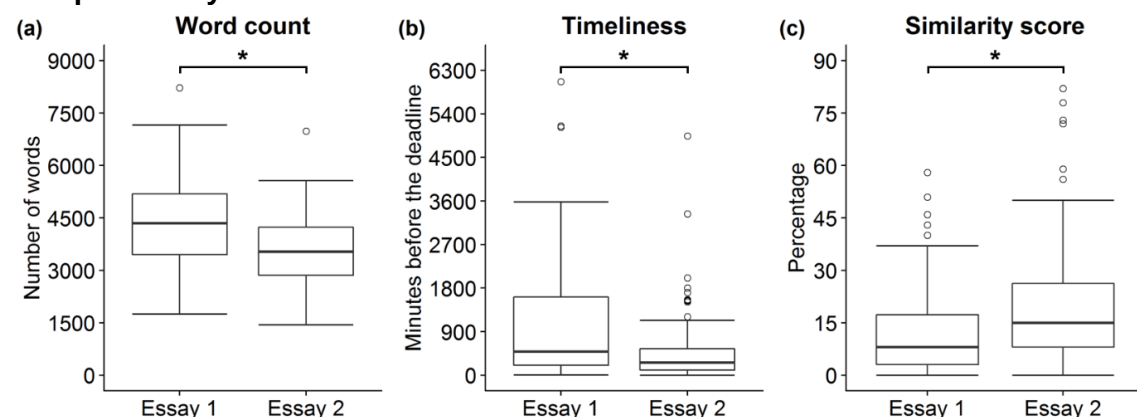 (a) Word count
*
9000
7500
6000
4500
3000
1500
0
Number of words
Essay 1 Essay 2
(b) Timeliness
*
6300
5400
4500
3600
2700
1800
900
0
Minutes before the deadline
Essay 1 Essay 2
(c) Similarity score
*
90
75
60
45
30
15
0
Percentage
Essay 1 Essay 2